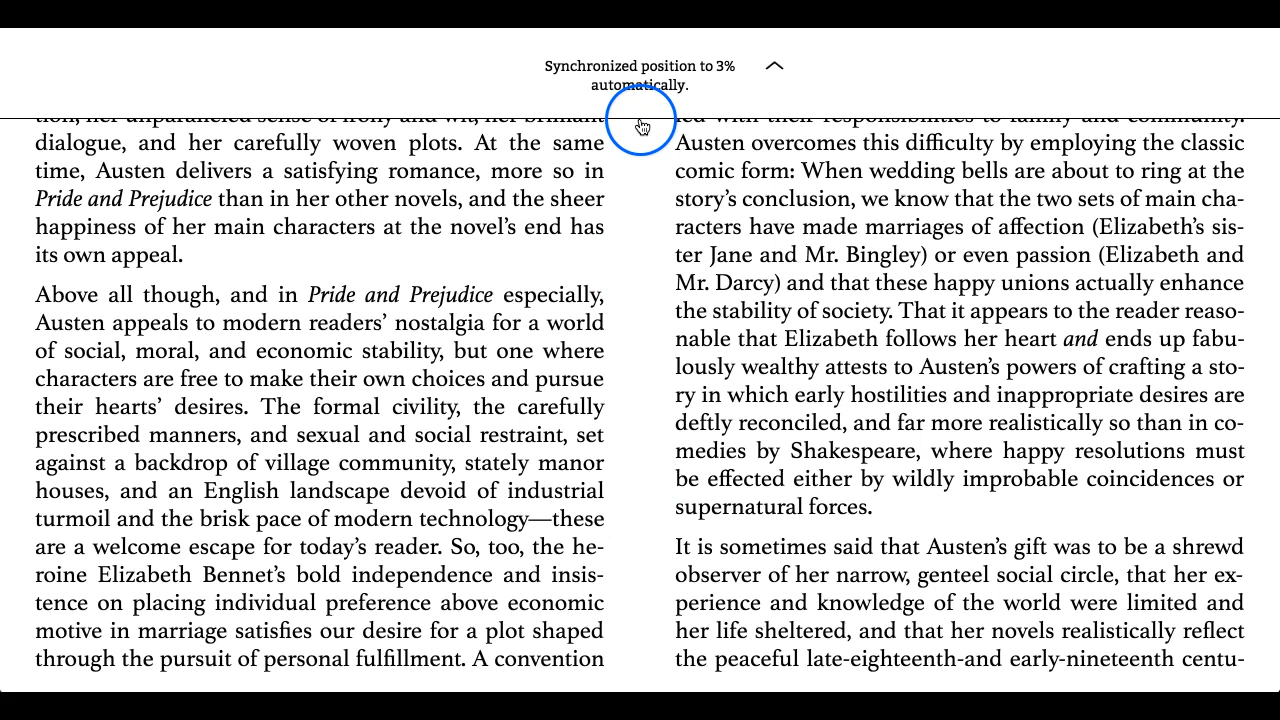 Synchronized position to 3%
automatically.
tion, her unparalleled sense of irony and wit, her brilliant
dialogue, and her carefully woven plots. At the same
time, Austen delivers a satisfying romance, more so in
Pride and Prejudice than in her other novels, and the sheer
happiness of her main characters at the novel’s end has
its own appeal.
Above all though, and in Pride and Prejudice especially,
Austen appeals to modern readers’ nostalgia for a world
of social, moral, and economic stability, but one where
characters are free to make their own choices and pursue
their hearts’ desires. The formal civility, the carefully
prescribed manners, and sexual and social restraint, set
against a backdrop of village community, stately manor
houses, and an English landscape devoid of industrial
turmoil and the brisk pace of modern technology—these
are a welcome escape for today’s reader. So, too, the he-
roine Elizabeth Bennet’s bold independence and insis-
tence on placing individual preference above economic
motive in marriage satisfies our desire for a plot shaped
through the pursuit of personal fulfillment. A convention
with their responsibilities to family and community.
Austen overcomes this difficulty by employing the classic
comic form: When wedding bells are about to ring at the
story’s conclusion, we know that the two sets of main cha-
racters have made marriages of affection (Elizabeth’s sis-
ter Jane and Mr. Bingley) or even passion (Elizabeth and
Mr. Darcy) and that these happy unions actually enhance
the stability of society. That it appears to the reader reaso-
nable that Elizabeth follows her heart and ends up fabu-
lously wealthy attests to Austen’s powers of crafting a sto-
ry in which early hostilities and inappropriate desires are
deftly reconciled, and far more realistically so than in co-
medies by Shakespeare, where happy resolutions must
be effected either by wildly improbable coincidences or
supernatural forces.
It is sometimes said that Austen’s gift was to be a shrewd
observer of her narrow, genteel social circle, that her ex-
perience and knowledge of the world were limited and
her life sheltered, and that her novels realistically reflect
the peaceful late-eighteenth-and early-nineteenth centu-